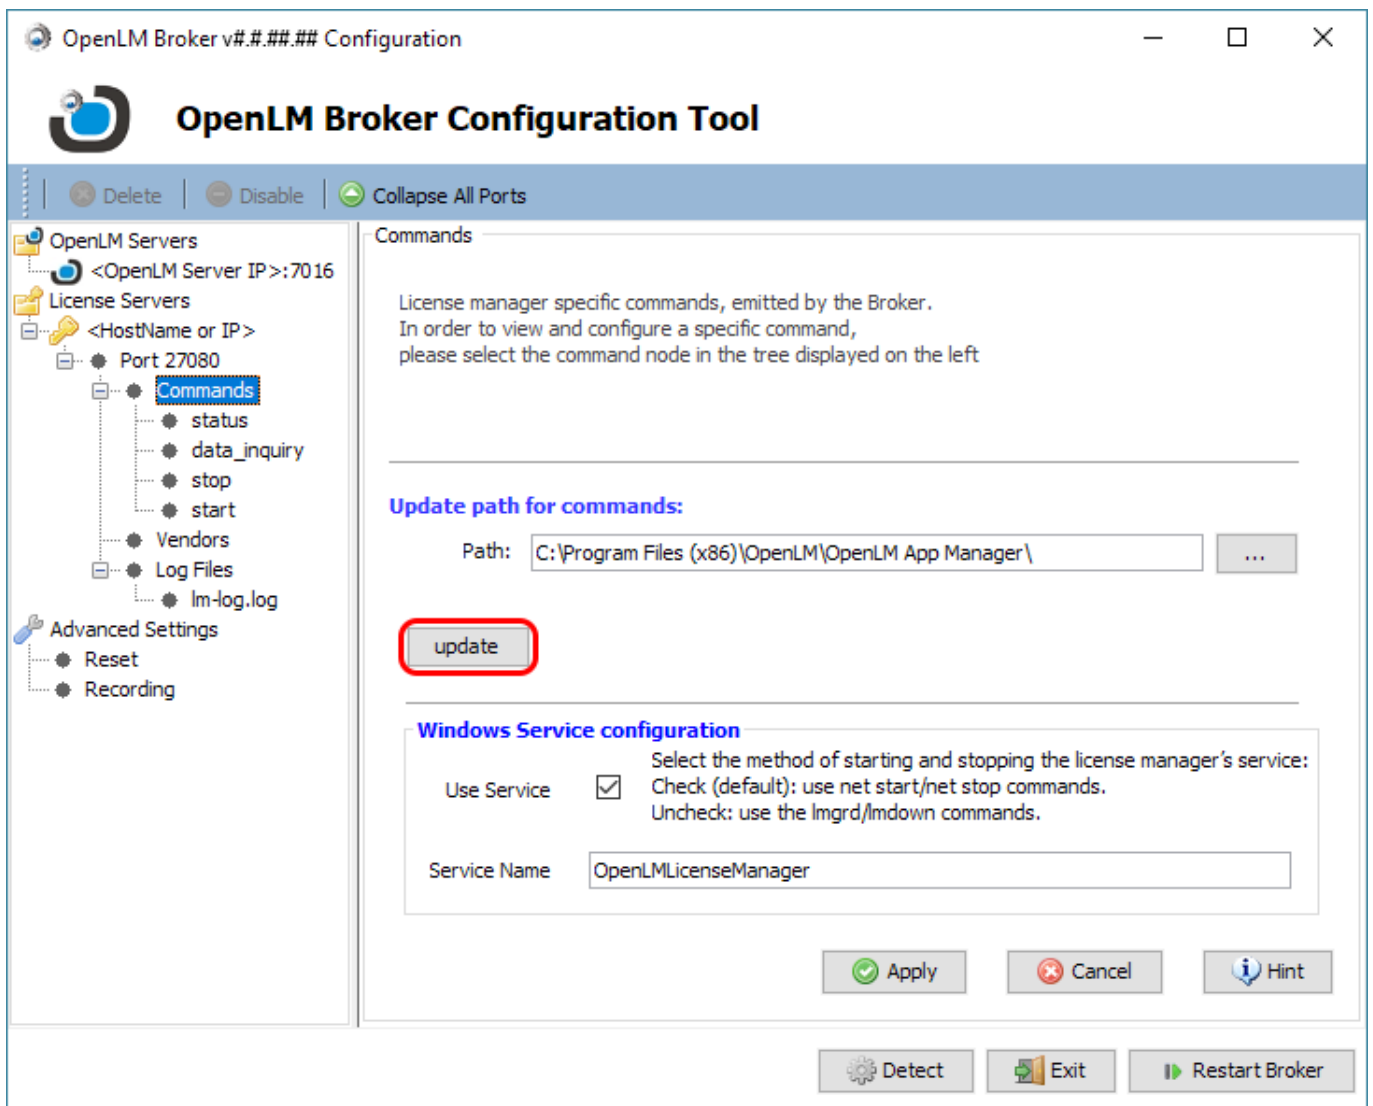 OpenLM Broker v#.#.##.## Configuration
OpenLM Broker Configuration Tool
Delete
Disable
Collapse All Ports
OpenLM Servers
<OpenLM Server IP>:7016
License Servers
<HostName or IP>
Port 27080
Commands
status
data_inquiry
stop
start
Vendors
Log Files
lm-log.log
Advanced Settings
Reset
Recording
Commands
License manager specific commands, emitted by the Broker.
In order to view and configure a specific command,
please select the command node in the tree displayed on the left
Update path for commands:
Path: C:\Program Files (x86)\OpenLM\OpenLM App Manager\
...
update
Windows Service configuration
Select the method of starting and stopping the license manager's service:
Use Service
Check (default): use net start/net stop commands.
Uncheck: use the lmgrd/lmdown commands.
Service Name OpenLMLicenseManager
Apply
Cancel
Hint
Detect
Exit
Restart Broker